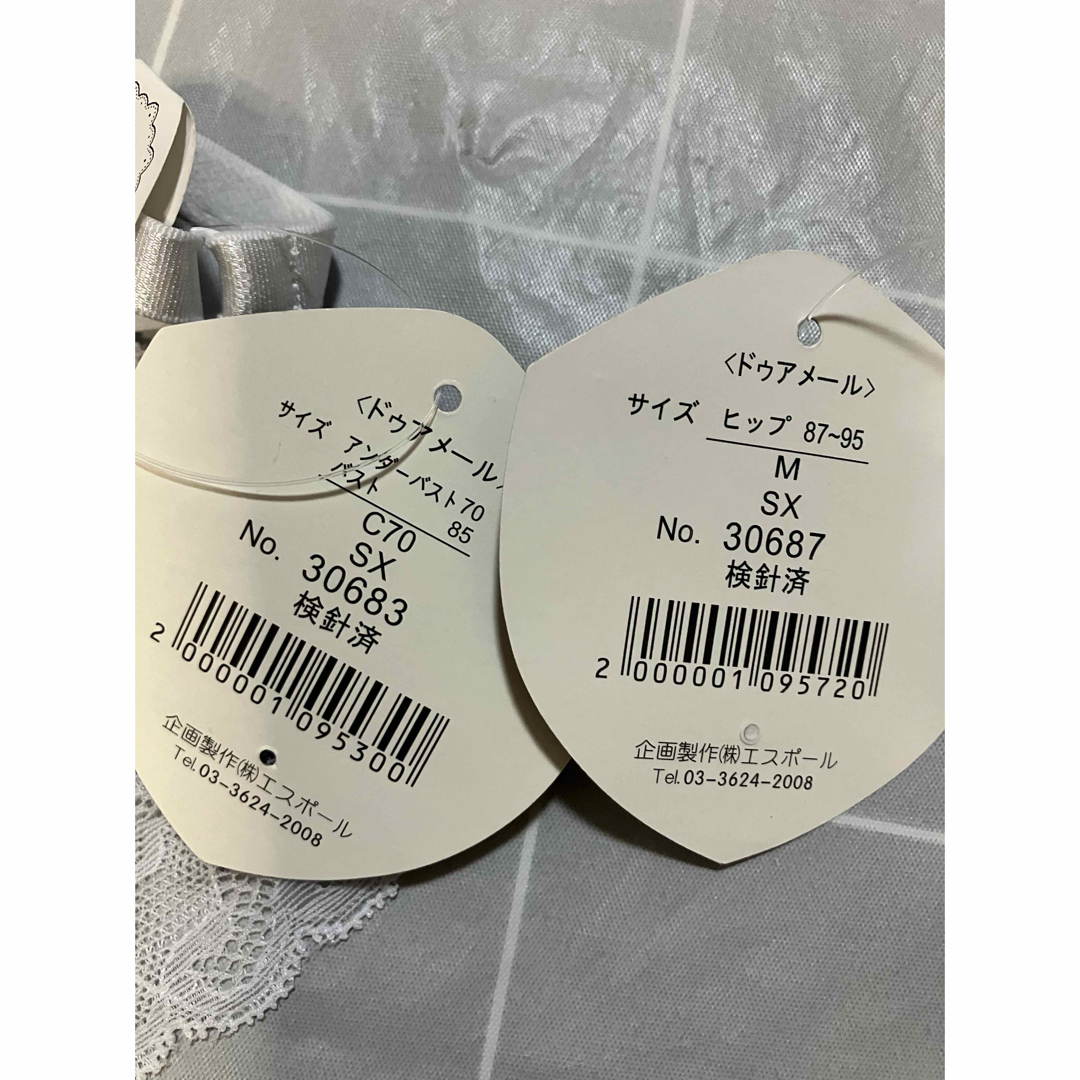 〈ドゥアメール〉
サイズ アンダーバスト70
バスト 85
C70
SX
No. 30683
検針済
2 000001 095300
企画製作㈱エスポール
Tel.03-3624-2008
〈ドゥアメール〉
サイズ ヒップ 87~95
M
SX
No. 30687
検針済
2 000001 095720
企画製作㈱エスポール
Tel.03-3624-2008